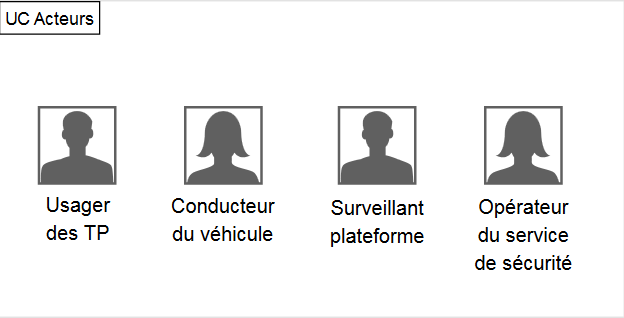 UC Acteurs
Usager
des TP
Conducteur
du véhicule
Surveillant
plateforme
Opérateur
du service
de sécurité